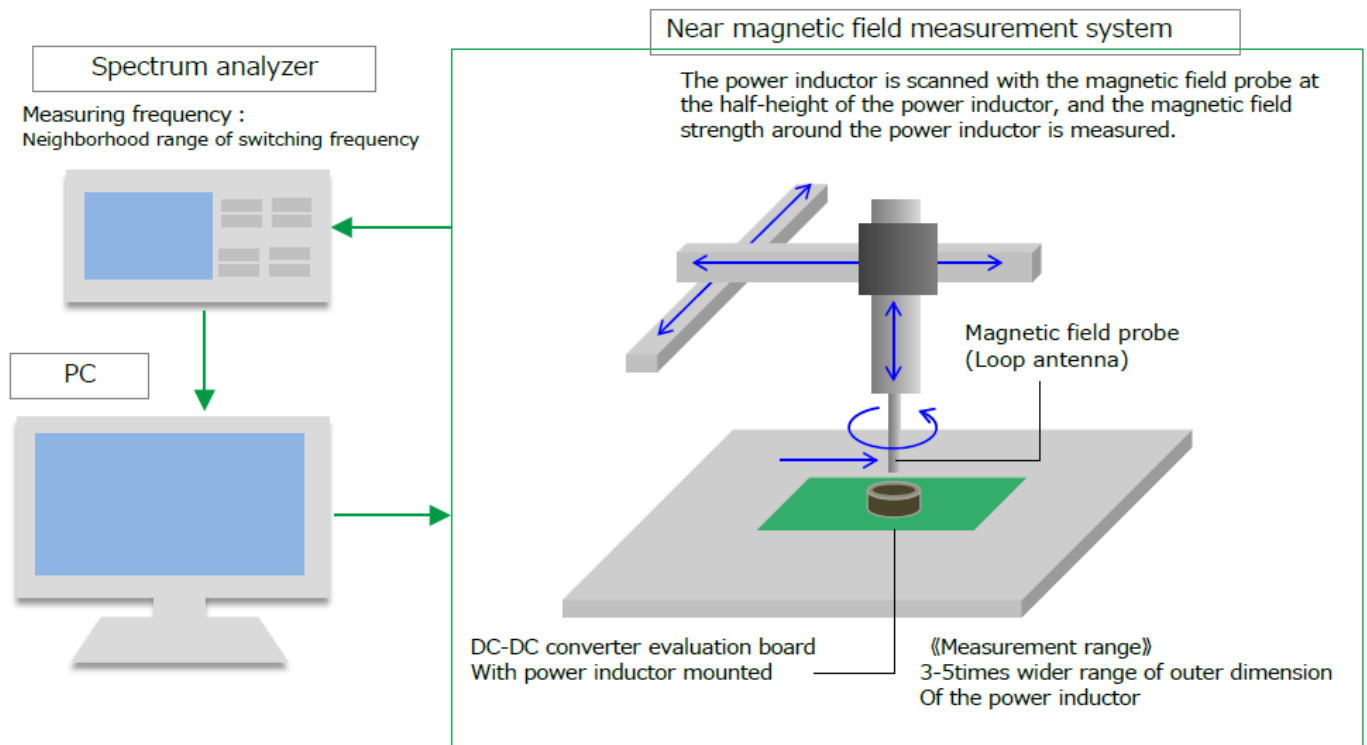 Near magnetic field measurement system
Spectrum analyzer
The power inductor is scanned with the magnetic field probe at
the half-height of the power inductor, and the magnetic field
strength around the power inductor is measured.
Measuring frequency :
Neighborhood range of switching frequency
Magnetic field probe
(Loop antenna)
PC
DC-DC converter evaluation board
With power inductor mounted
《Measurement range》
3-5times wider range of outer dimension
Of the power inductor